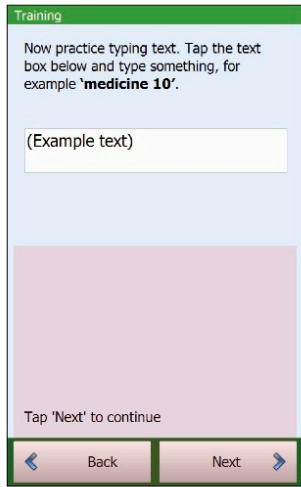 Training
Now practice typing text. Tap the text
box below and type something, for
example ‘medicine 10’.
(Example text)
Tap 'Next' to continue
Back
Next